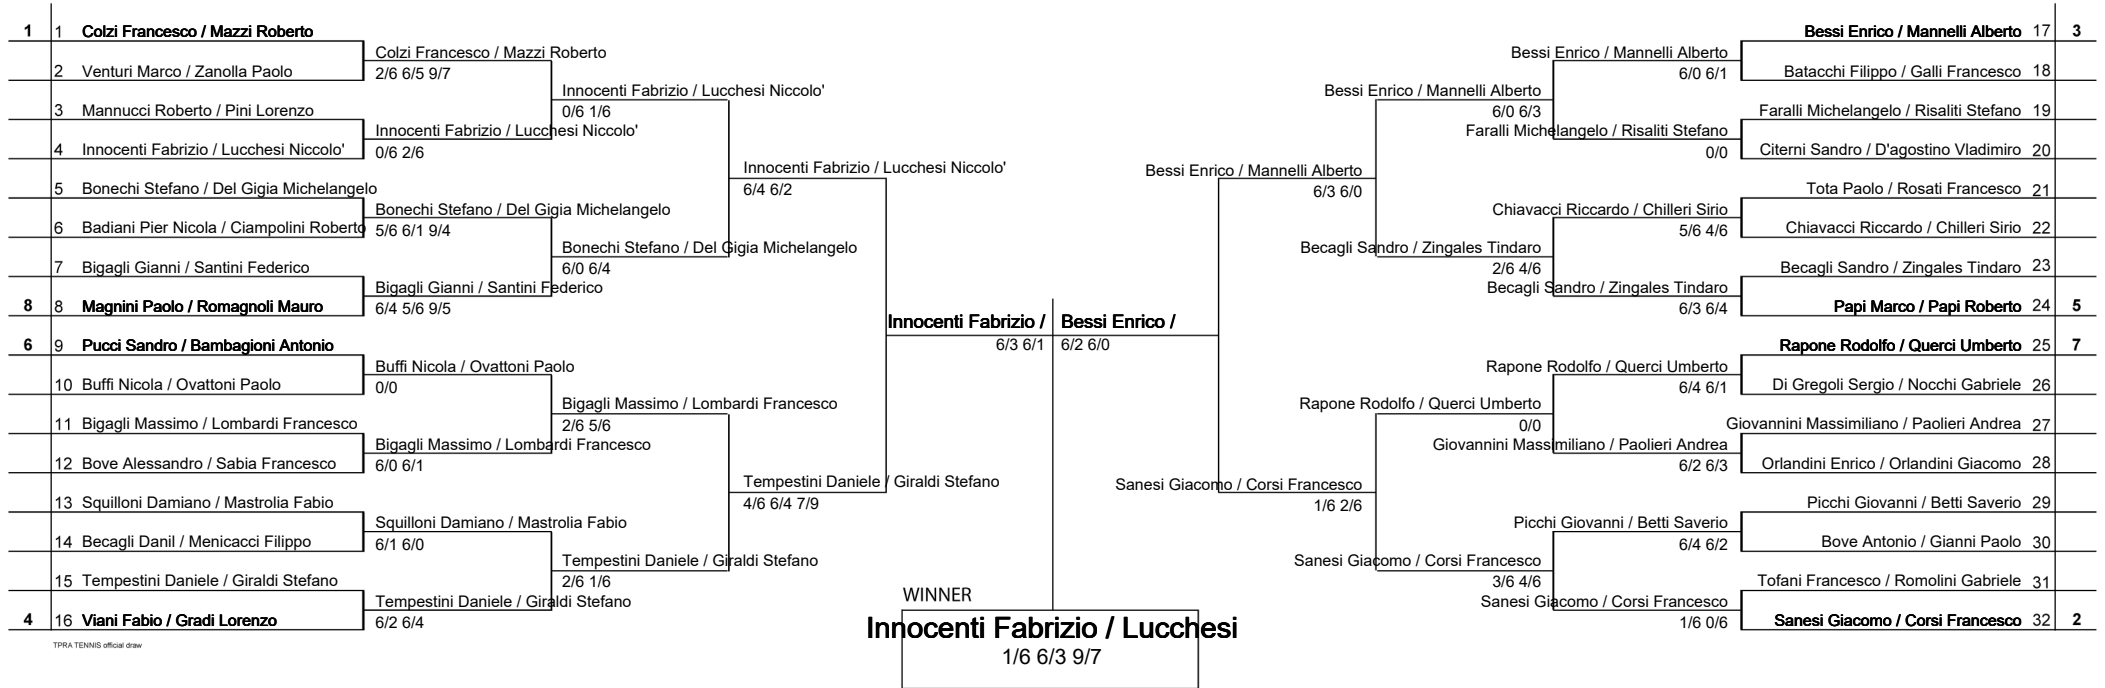 1 1 Colzi Francesco / Mazzi Roberto
Colzi Francesco / Mazzi Roberto
2 Venturi Marco / Zanolla Paolo
2/6 6/5 9/7
Innocenti Fabrizio / Lucchesi Niccolo'
0/6 1/6
3 Mannucci Roberto / Pini Lorenzo
Innocenti Fabrizio / Lucchesi Niccolo'
4 Innocenti Fabrizio / Lucchesi Niccolo'
0/6 2/6
Innocenti Fabrizio / Lucchesi Niccolo'
6/4 6/2
5 Bonechi Stefano / Del Gigia Michelangelo
Bonechi Stefano / Del Gigia Michelangelo
6 Badiani Pier Nicola / Ciampolini Roberto
5/6 6/1 9/4
Bonechi Stefano / Del Gigia Michelangelo
6/0 6/4
7 Bigagli Gianni / Santini Federico
Bigagli Gianni / Santini Federico
8 8 Magnini Paolo / Romagnoli Mauro
6/4 5/6 9/5
Innocenti Fabrizio /
6/3 6/1
6 9 Pucci Sandro / Bambagioni Antonio
Buffi Nicola / Ovattoni Paolo
10 Buffi Nicola / Ovattoni Paolo
0/0
Bigagli Massimo / Lombardi Francesco
2/6 5/6
11 Bigagli Massimo / Lombardi Francesco
Bigagli Massimo / Lombardi Francesco
12 Bove Alessandro / Sabia Francesco
6/0 6/1
Tempestini Daniele / Giraldi Stefano
4/6 6/4 7/9
13 Squilloni Damiano / Mastrolia Fabio
Squilloni Damiano / Mastrolia Fabio
14 Becagli Danil / Menicacci Filippo
6/1 6/0
Tempestini Daniele / Giraldi Stefano
2/6 1/6
15 Tempestini Daniele / Giraldi Stefano
Tempestini Daniele / Giraldi Stefano
4 16 Viani Fabio / Gradi Lorenzo
6/2 6/4
TPRA TENNIS official draw
Bessi Enrico / Mannelli Alberto 17 3
Bessi Enrico / Mannelli Alberto
6/0 6/1
Batacchi Filippo / Galli Francesco 18
Bessi Enrico / Mannelli Alberto
6/0 6/3
Faralli Michelangelo / Risaliti Stefano 19
Faralli Michelangelo / Risaliti Stefano
0/0
Citerni Sandro / D'agostino Vladimiro 20
Bessi Enrico / Mannelli Alberto
6/3 6/0
Tota Paolo / Rosati Francesco 21
Chiavacci Riccardo / Chilleri Sirio
5/6 4/6
Chiavacci Riccardo / Chilleri Sirio 22
Becagli Sandro / Zingales Tindaro
2/6 4/6
Becagli Sandro / Zingales Tindaro 23
Becagli Sandro / Zingales Tindaro
6/3 6/4
Papi Marco / Papi Roberto 24 5
Bessi Enrico /
6/2 6/0
Rapone Rodolfo / Querci Umberto 25 7
Rapone Rodolfo / Querci Umberto
6/4 6/1
Di Gregoli Sergio / Nocchi Gabriele 26
Rapone Rodolfo / Querci Umberto
0/0
Giovannini Massimiliano / Paolieri Andrea 27
Giovannini Massimiliano / Paolieri Andrea
6/2 6/3
Orlandini Enrico / Orlandini Giacomo 28
Sanesi Giacomo / Corsi Francesco
1/6 2/6
Picchi Giovanni / Betti Saverio 29
Picchi Giovanni / Betti Saverio
6/4 6/2
Bove Antonio / Gianni Paolo 30
Sanesi Giacomo / Corsi Francesco
3/6 4/6
Tofani Francesco / Romolini Gabriele 31
Sanesi Giacomo / Corsi Francesco
1/6 0/6
Sanesi Giacomo / Corsi Francesco 32 2
WINNER
Innocenti Fabrizio / Lucchesi
1/6 6/3 9/7